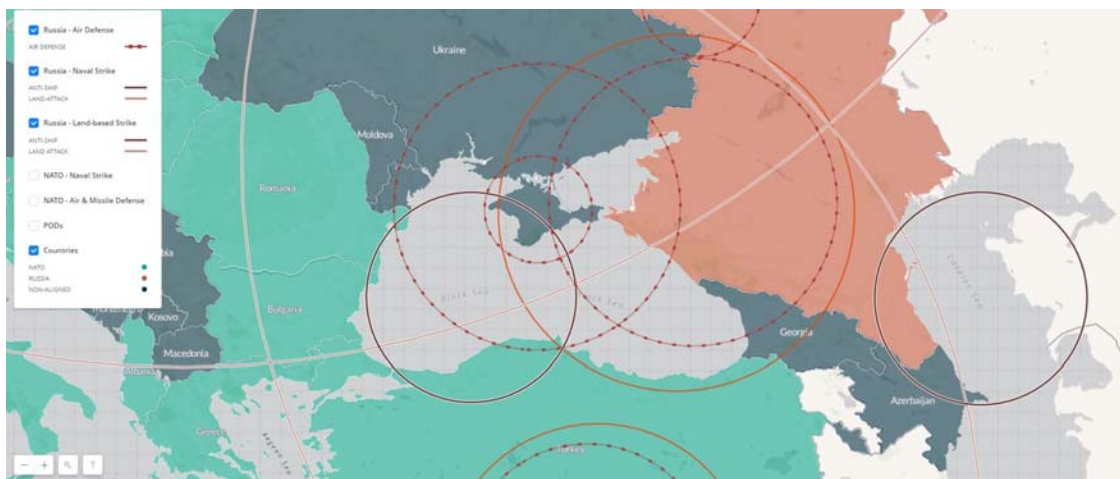 Russia - Air Defense
AIR DEFENSE
Russia - Naval Strike
ANTI-SHIP
LAND-ATTACK
Russia - Land-based Strike
ANTI-SHIP
LAND ATTACK
NATO - Naval Strike
NATO - Air & Missile Defense
PODs
Countries
NATO
RUSSIA
NON-ALIGNED
Ukraine
Moldova
Romania
Black Sea
Caspian Sea
Bulgaria
Kosovo
Macedonia
Georgia
Albania
Azerbaijan
Greece
Aegean Sea
Turkey